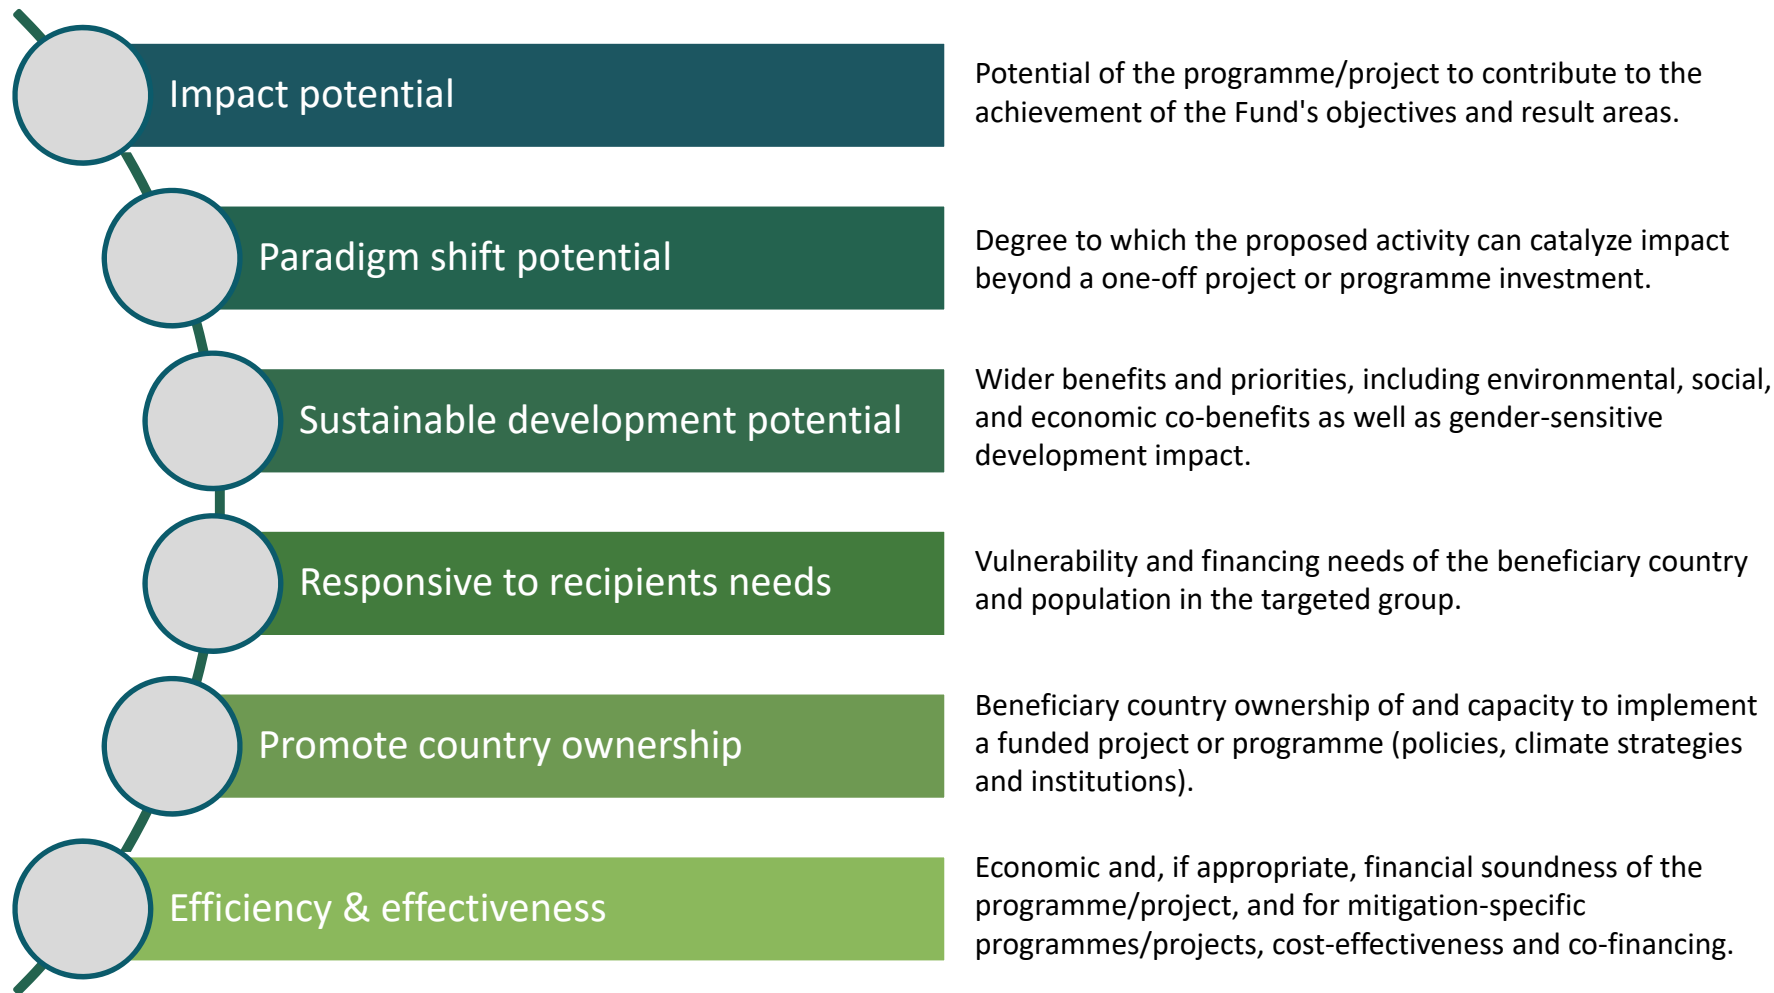 Impact potential
Potential of the programme/project to contribute to the
achievement of the Fund's objectives and result areas.
Paradigm shift potential
Degree to which the proposed activity can catalyze impact
beyond a one-off project or programme investment.
Sustainable development potential
Wider benefits and priorities, including environmental, social,
and economic co-benefits as well as gender-sensitive
development impact.
Responsive to recipients needs
Vulnerability and financing needs of the beneficiary country
and population in the targeted group.
Promote country ownership
Beneficiary country ownership of and capacity to implement
a funded project or programme (policies, climate strategies
and institutions).
Efficiency & effectiveness
Economic and, if appropriate, financial soundness of the
programme/project, and for mitigation-specific
programmes/projects, cost-effectiveness and co-financing.